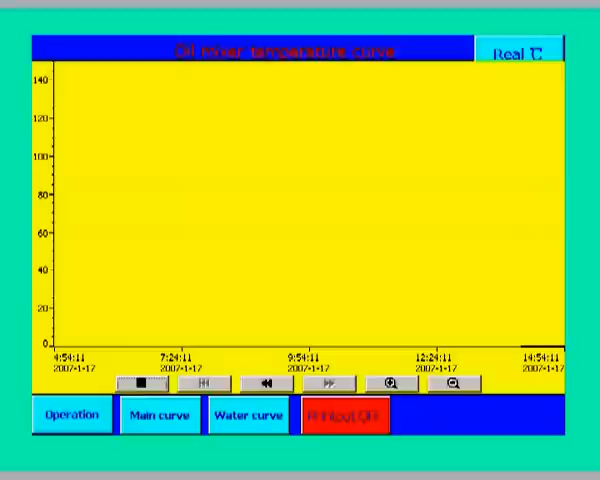 Oil mixer temperature curve
Real ℃
140
120
100
80
60
40
20
0
4:54:11 7:24:11 9:54:11 12:24:11 14:54:11
2007-1-17 2007-1-17 2007-1-17 2007-1-17 2007-1-17
Operation Main curve Water curve Printout